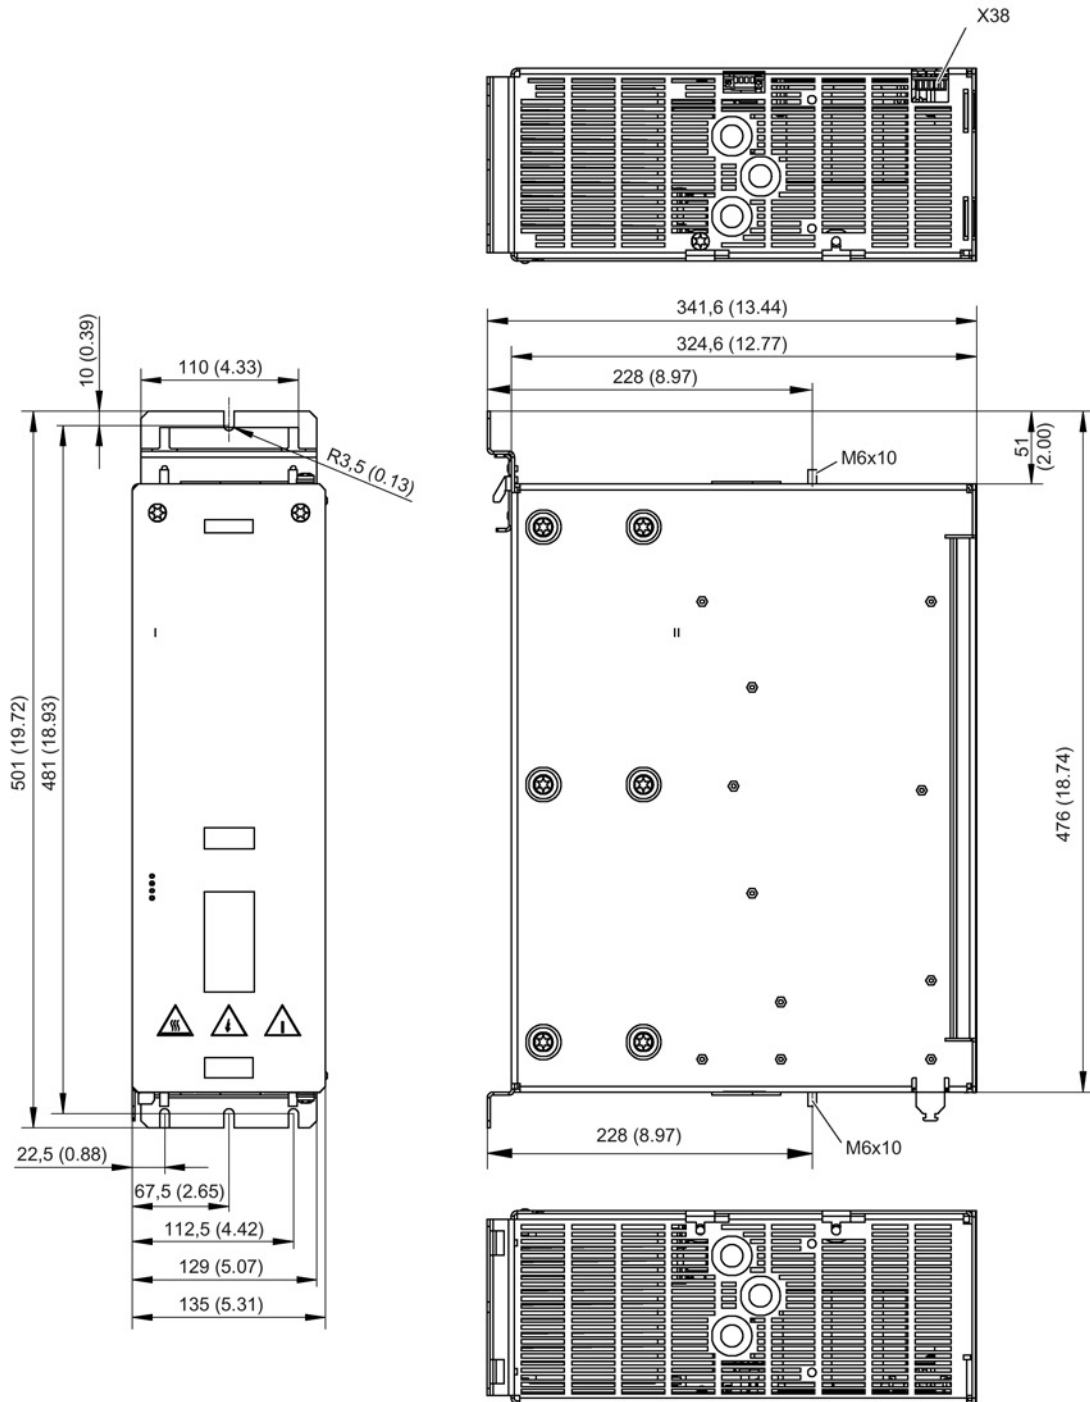 X38
341,6 (13.44)
324,6 (12.77)
228 (8.97)
10 (0.39)
110 (4.33)
R3,5 (0.13)
M6x10
51
(2.00)
501 (19.72)
481 (18.93)
476 (18.74)
I
II
228 (8.97)
M6x10
22,5 (0.88)
67,5 (2.65)
112,5 (4.42)
129 (5.07)
135 (5.31)